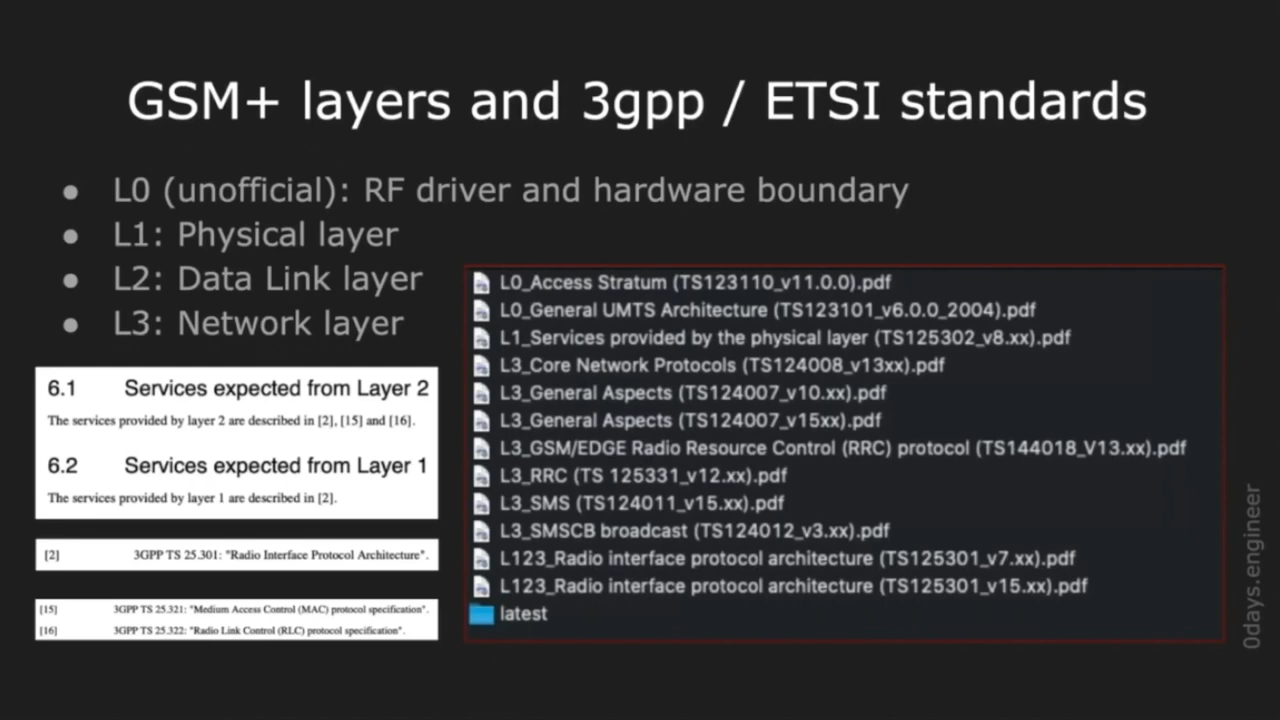 GSM+ layers and 3gpp / ETSI standards
● L0 (unofficial): RF driver and hardware boundary
● L1: Physical layer
● L2: Data Link layer
● L3: Network layer
6.1 Services expected from Layer 2
The services provided by layer 2 are described in [2], [15] and [16].
6.2 Services expected from Layer 1
The services provided by layer 1 are described in [2].
[2] 3GPP TS 25.301: "Radio Interface Protocol Architecture".
[15] 3GPP TS 25.321: "Medium Access Control (MAC) protocol specification".
[16] 3GPP TS 25.322: "Radio Link Control (RLC) protocol specification".
L0_Access Stratum (TS123110_v11.0.0).pdf
L0_General UMTS Architecture (TS123101_v6.0.0_2004).pdf
L1_Services provided by the physical layer (TS125302_v8.xx).pdf
L3_Core Network Protocols (TS124008_v13xx).pdf
L3_General Aspects (TS124007_v10.xx).pdf
L3_General Aspects (TS124007_v15xx).pdf
L3_GSM/EDGE Radio Resource Control (RRC) protocol (TS144018_V13.xx).pdf
L3_RRC (TS 125331_v12.xx).pdf
L3_SMS (TS124011_v15.xx).pdf
L3_SMSCB broadcast (TS124012_v3.xx).pdf
L123_Radio interface protocol architecture (TS125301_v7.xx).pdf
L123_Radio interface protocol architecture (TS125301_v15.xx).pdf
latest
0days.engineer